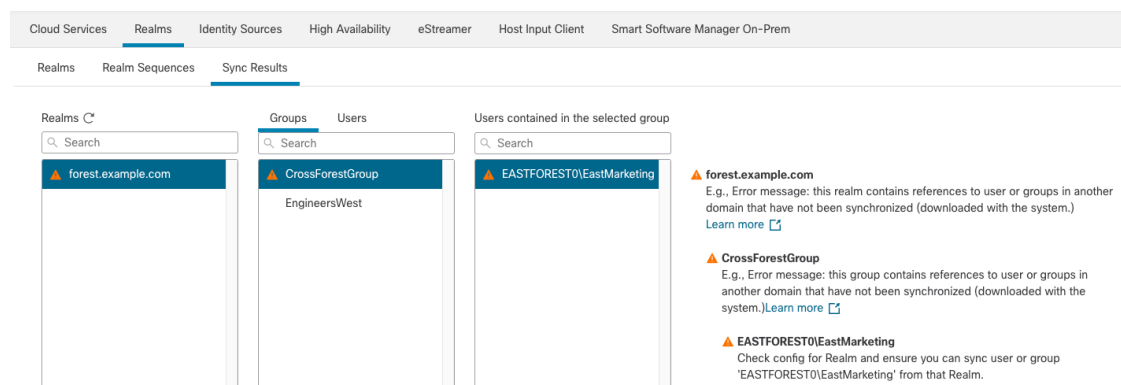 Cloud Services Realms Identity Sources High Availability eStreamer Host Input Client Smart Software Manager On-Prem
Realms Realm Sequences Sync Results
Realms
Search
forest.example.com
Groups Users
Search
CrossForestGroup
EngineersWest
Users contained in the selected group
Search
EASTFOREST0\EastMarketing
forest.example.com
E.g., Error message: this realm contains references to user or groups in another
domain that have not been synchronized (downloaded with the system.)
Learn more
CrossForestGroup
E.g., Error message: this group contains references to user or groups in
another domain that have not been synchronized (downloaded with the
system.)Learn more
EASTFOREST0\EastMarketing
Check config for Realm and ensure you can sync user or group
'EASTFOREST0\EastMarketing' from that Realm.